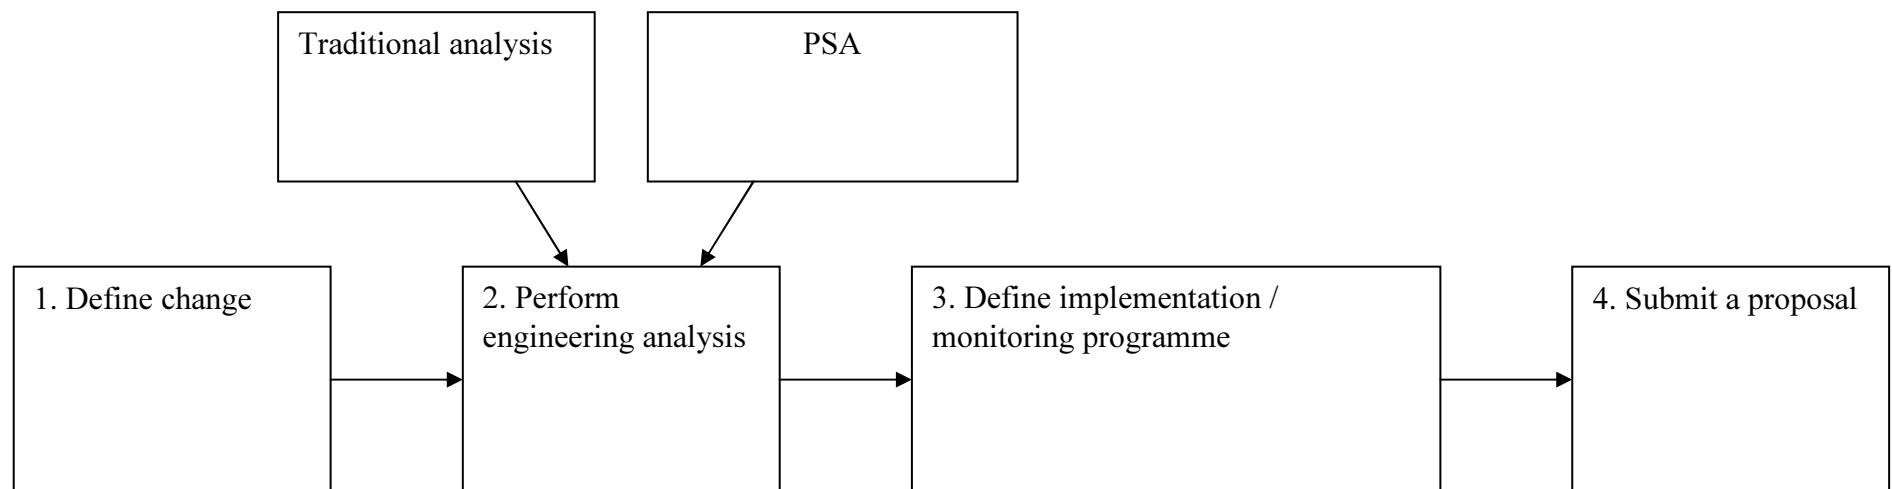 Traditional analysis
PSA
1. Define change
2. Perform
engineering analysis
3. Define implementation /
monitoring programme
4. Submit a proposal